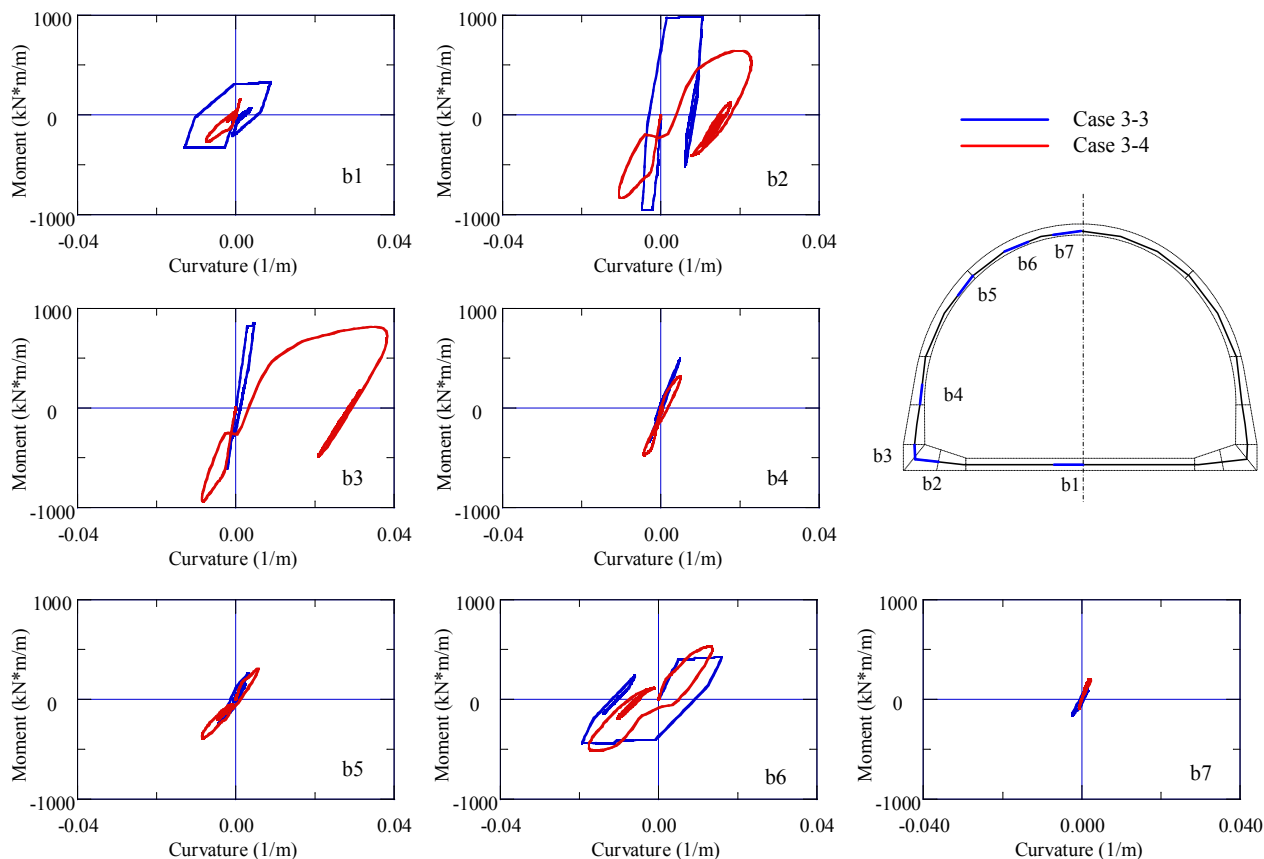 1000
0
-1000
Moment (kN*m/m)
b1
-0.04
0.00
0.04
Curvature (1/m)
1000
0
-1000
Moment (kN*m/m)
b2
-0.04
0.00
0.04
Curvature (1/m)
Case 3-3
Case 3-4
b7
b6
b5
b4
b3
b2
b1
1000
0
-1000
Moment (kN*m/m)
b3
-0.04
0.00
0.04
Curvature (1/m)
1000
0
-1000
Moment (kN*m/m)
b4
-0.04
0.00
0.04
Curvature (1/m)
1000
0
-1000
Moment (kN*m/m)
b5
-0.04
0.00
0.04
Curvature (1/m)
1000
0
-1000
Moment (kN*m/m)
b6
-0.04
0.00
0.04
Curvature (1/m)
1000
0
-1000
Moment (kN*m/m)
b7
-0.040
0.000
0.040
Curvature (1/m)